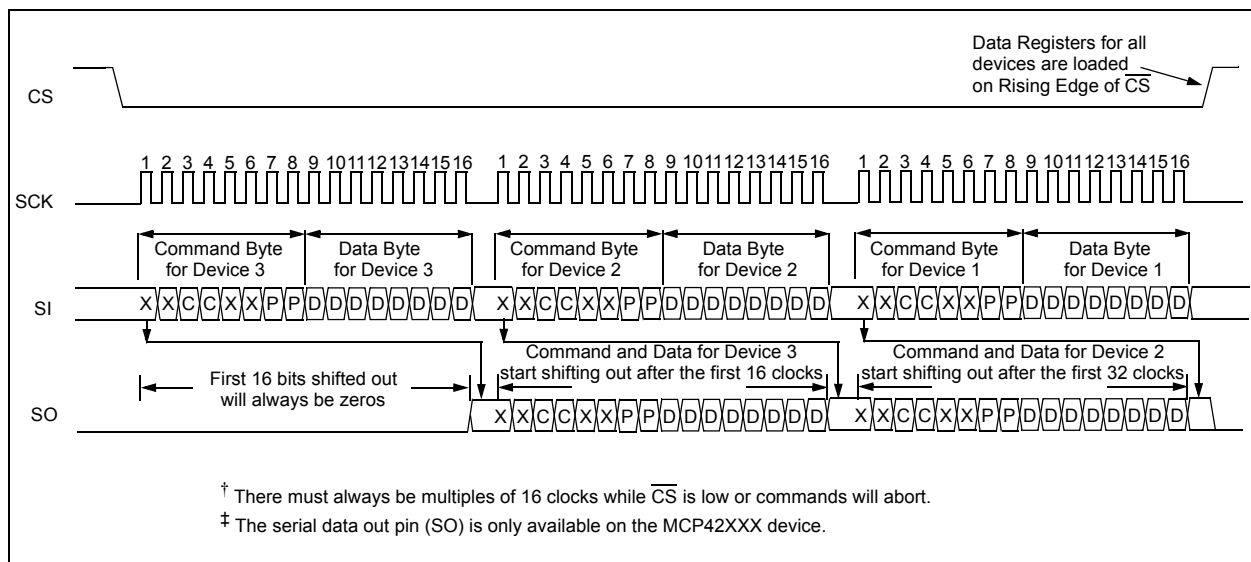 Data Registers for all
devices are loaded
on Rising Edge of CS
CS
1 2 3 4 5 6 7 8 9 10 11 12 13 14 15 16 1 2 3 4 5 6 7 8 9 10 11 12 13 14 15 16 1 2 3 4 5 6 7 8 9 10 11 12 13 14 15 16
SCK
Command Byte
for Device 3
Data Byte
for Device 3
Command Byte
for Device 2
Data Byte
for Device 2
Command Byte
for Device 1
Data Byte
for Device 1
SI
X X C C X X P P D D D D D D D D X X C C X X P P D D D D D D D D X X C C X X P P D D D D D D D D
First 16 bits shifted out
will always be zeros
Command and Data for Device 3
start shifting out after the first 16 clocks
Command and Data for Device 2
start shifting out after the first 32 clocks
SO
X X C C X X P P D D D D D D D D X X C C X X P P D D D D D D D D
† There must always be multiples of 16 clocks while CS is low or commands will abort.
‡ The serial data out pin (SO) is only available on the MCP42XXX device.